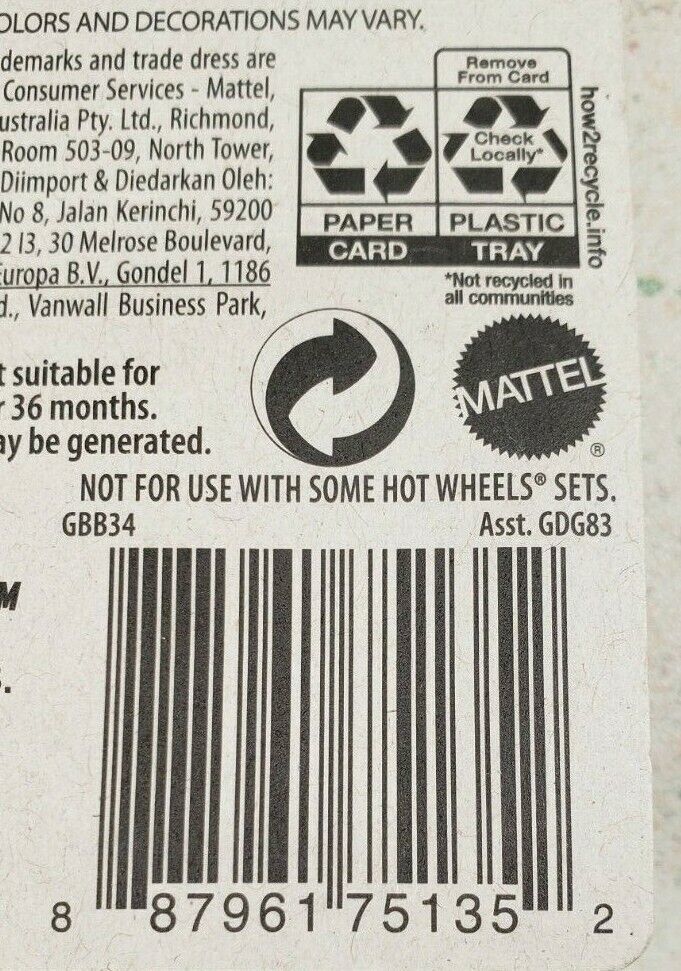 OLORS AND DECORATIONS MAY VARY.
demarks and trade dress are
Consumer Services - Mattel,
ustralia Pty. Ltd., Richmond,
Room 503-09, North Tower,
Diimport & Diedarkan Oleh:
No 8, Jalan Kerinchi, 59200
2 I3, 30 Melrose Boulevard,
Europa B.V., Gondel 1, 1186
d., Vanwall Business Park,
Remove
From Card
Check
Locally*
PAPER
PLASTIC
CARD
TRAY
how2recycle.info
*Not recycled in
all communities
t suitable for
r 36 months.
ay be generated.
MATTEL
®
NOT FOR USE WITH SOME HOT WHEELS® SETS.
GBB34
Asst. GDG83
M
s.
8 87961 75135 2